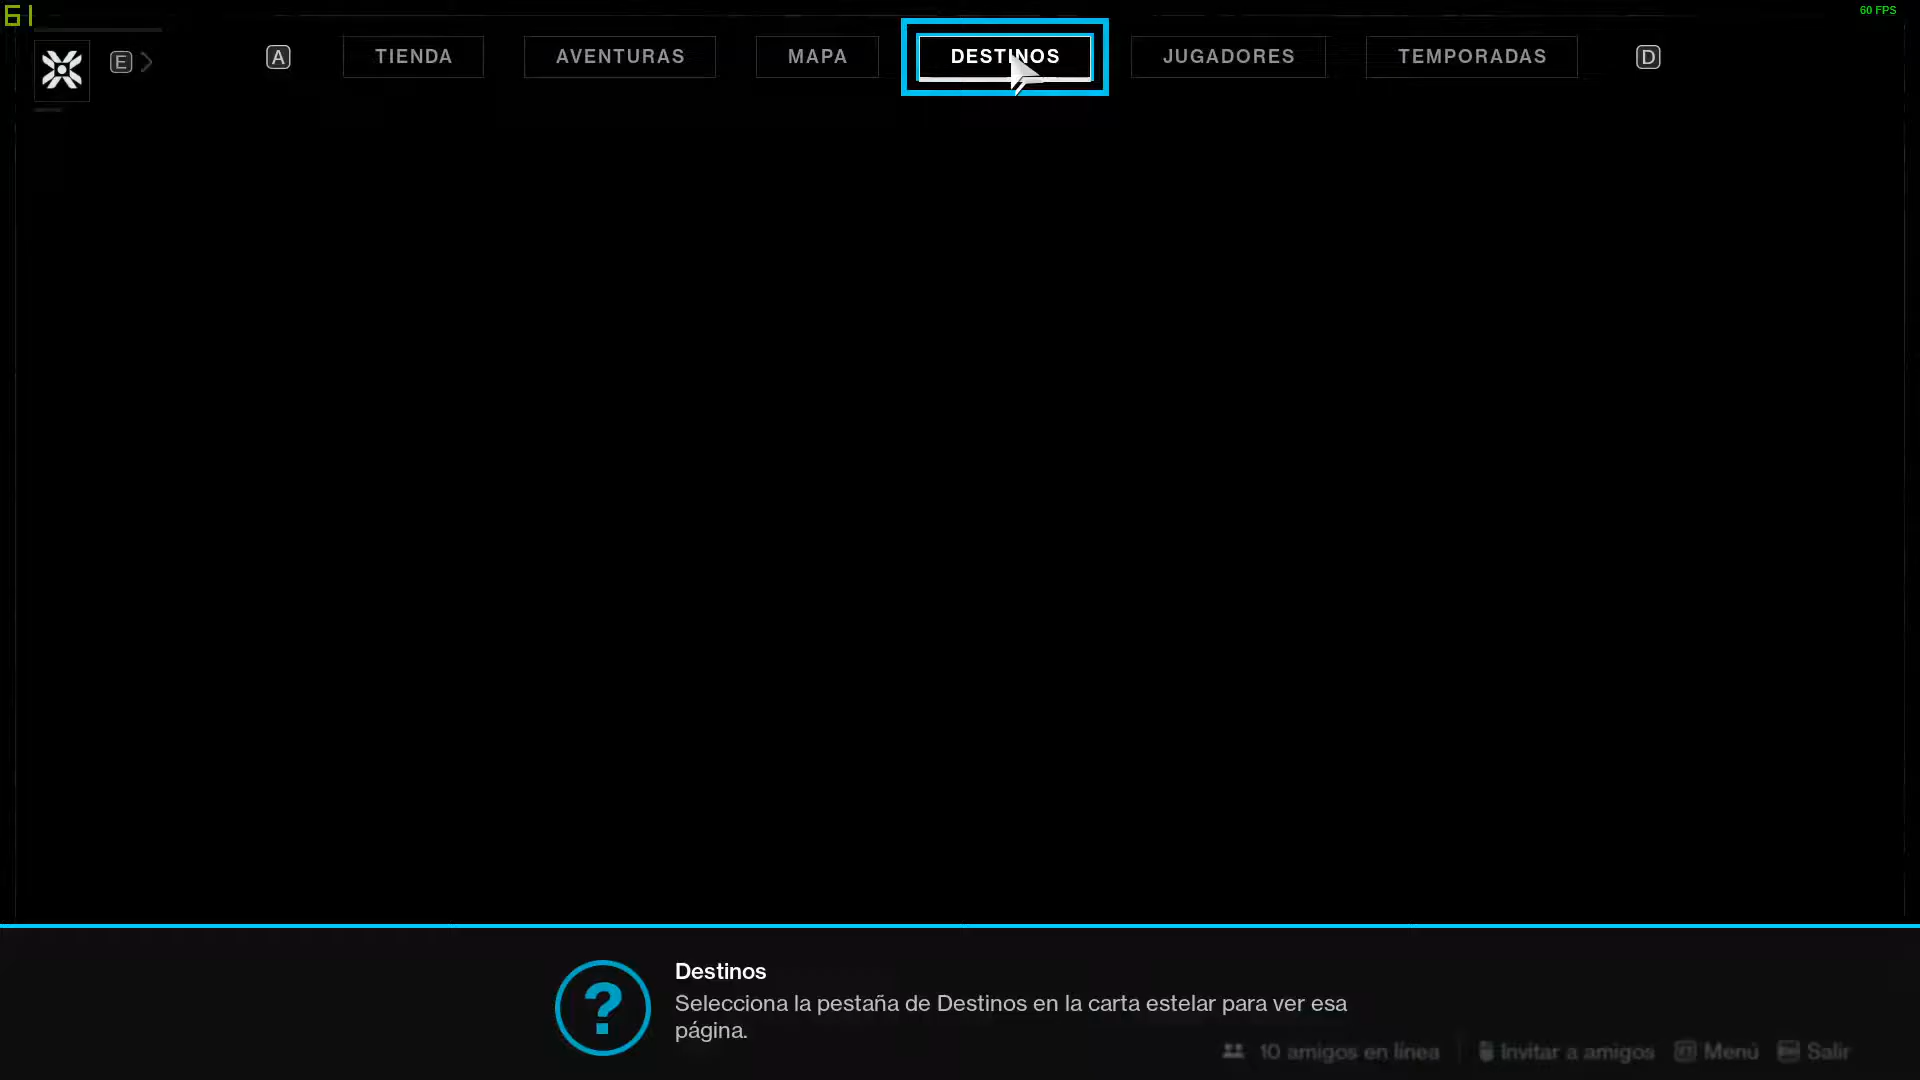 61
60 FPS
E
A
TIENDA
AVENTURAS
MAPA
DESTINOS
JUGADORES
TEMPORADAS
D
Destinos
Selecciona la pestaña de Destinos en la carta estelar para ver esa
página.
10 amigos en línea
Invitar a amigos
Menú
Salir